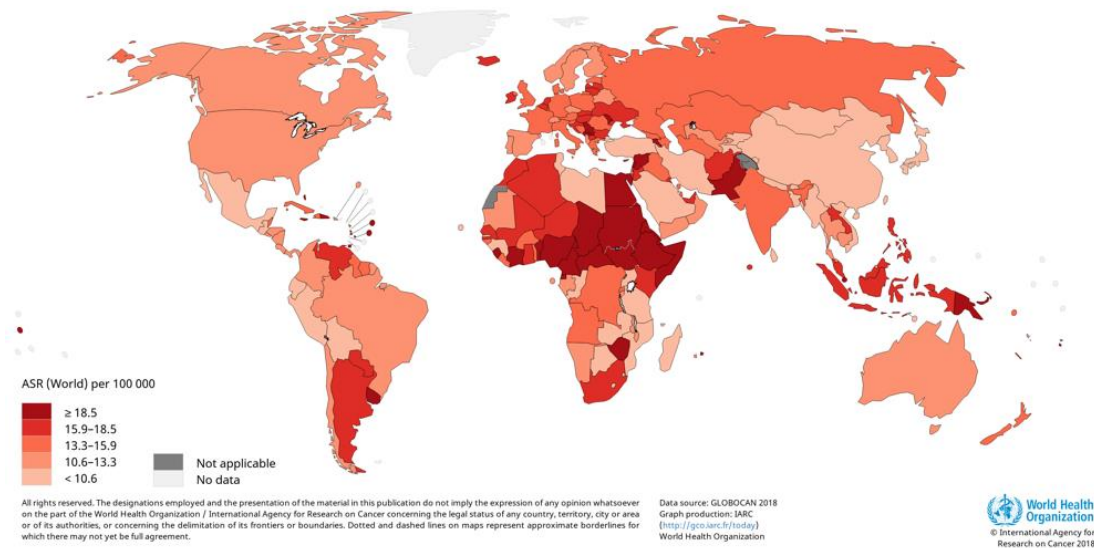 ASR (World) per 100 000
≥ 18.5
15.9–18.5
13.3–15.9
10.6–13.3
< 10.6
Not applicable
No data
All rights reserved. The designations employed and the presentation of the material in this publication do not imply the expression of any opinion whatsoever
on the part of the World Health Organization / International Agency for Research on Cancer concerning the legal status of any country, territory, city or area
or of its authorities, or concerning the delimitation of its frontiers or boundaries. Dotted and dashed lines on maps represent approximate borderlines for
which there may not yet be full agreement.
Data source: GLOBOCAN 2018
Graph production: IARC
(http://gco.iarc.fr/today)
World Health Organization
World Health
Organization
© International Agency for
Research on Cancer 2018